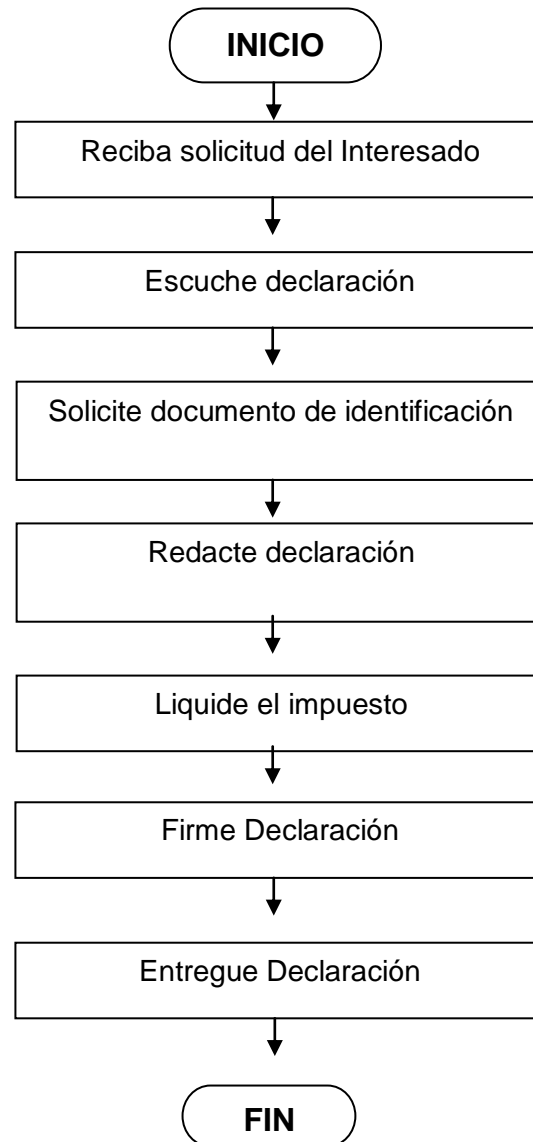 INICIO
Reciba solicitud del Interesado
Escuche declaración
Solicite documento de identificación
Redacte declaración
Liquide el impuesto
Firme Declaración
Entregue Declaración
FIN